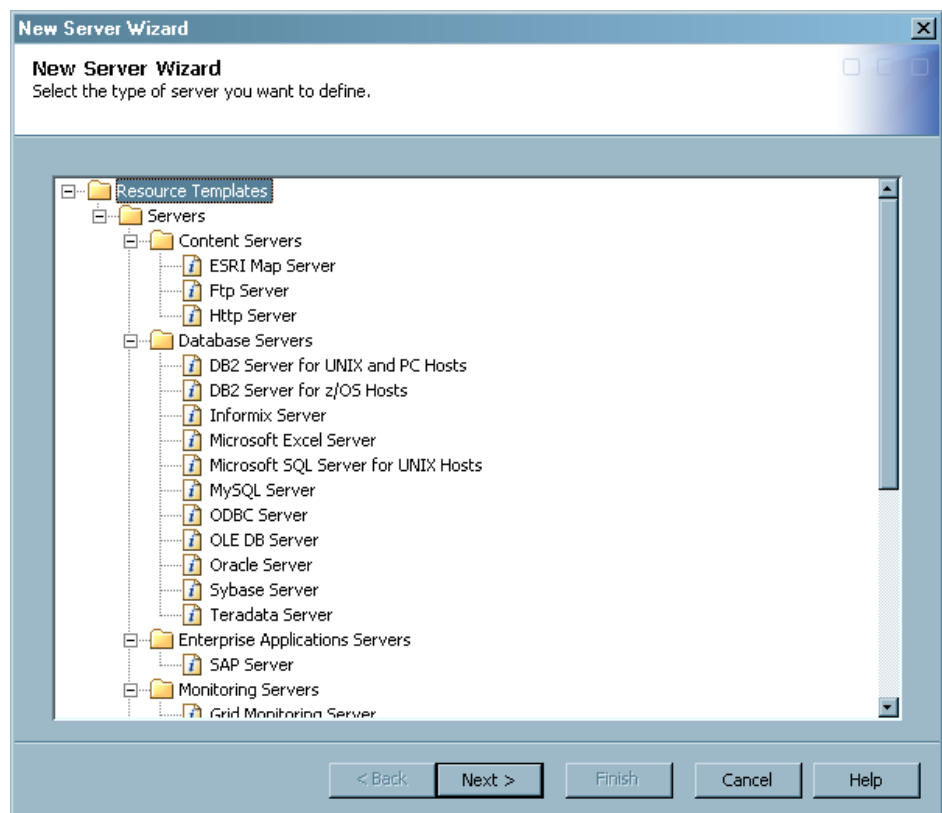 New Server Wizard
New Server Wizard
Select the type of server you want to define.
Resource Templates
Servers
Content Servers
ESRI Map Server
Ftp Server
Http Server
Database Servers
DB2 Server for UNIX and PC Hosts
DB2 Server for z/OS Hosts
Informix Server
Microsoft Excel Server
Microsoft SQL Server for UNIX Hosts
MySQL Server
ODBC Server
OLE DB Server
Oracle Server
Sybase Server
Teradata Server
Enterprise Applications Servers
SAP Server
Monitoring Servers
Grid Monitoring Server
< Back Next > Finish Cancel Help